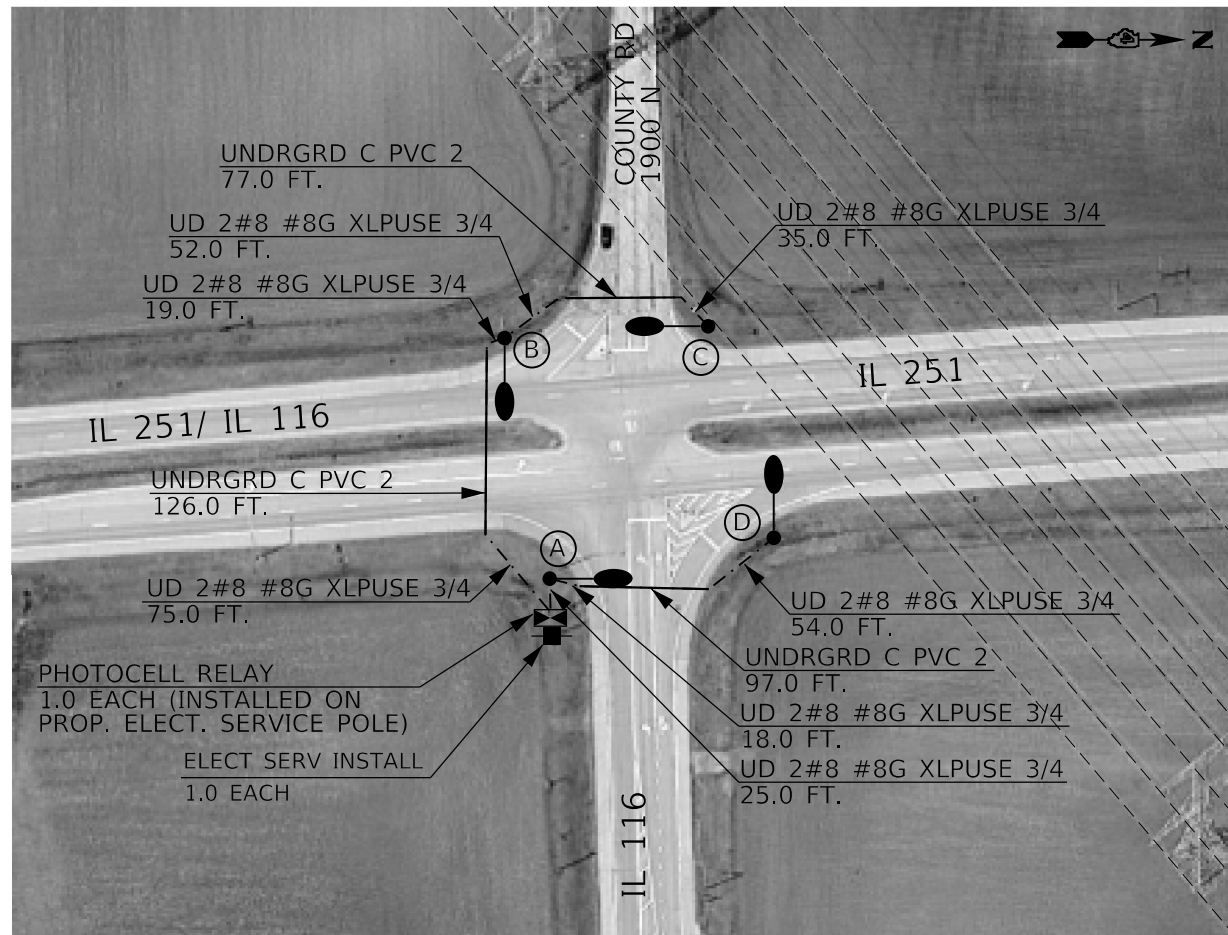 N
COUNTY RD
1900 N
UNDRGRD C PVC 2
77.0 FT.
UD 2#8 #8G XLPUSE 3/4
52.0 FT.
UD 2#8 #8G XLPUSE 3/4
19.0 FT.
UD 2#8 #8G XLPUSE 3/4
35.0 FT.
B
C
IL 251/ IL 116
IL 251
UNDRGRD C PVC 2
126.0 FT.
A
D
UD 2#8 #8G XLPUSE 3/4
75.0 FT.
UD 2#8 #8G XLPUSE 3/4
54.0 FT.
PHOTOCELL RELAY
1.0 EACH (INSTALLED ON
PROP. ELECT. SERVICE POLE)
UNDRGRD C PVC 2
97.0 FT.
UD 2#8 #8G XLPUSE 3/4
18.0 FT.
ELECT SERV INSTALL
1.0 EACH
UD 2#8 #8G XLPUSE 3/4
25.0 FT.
IL 116